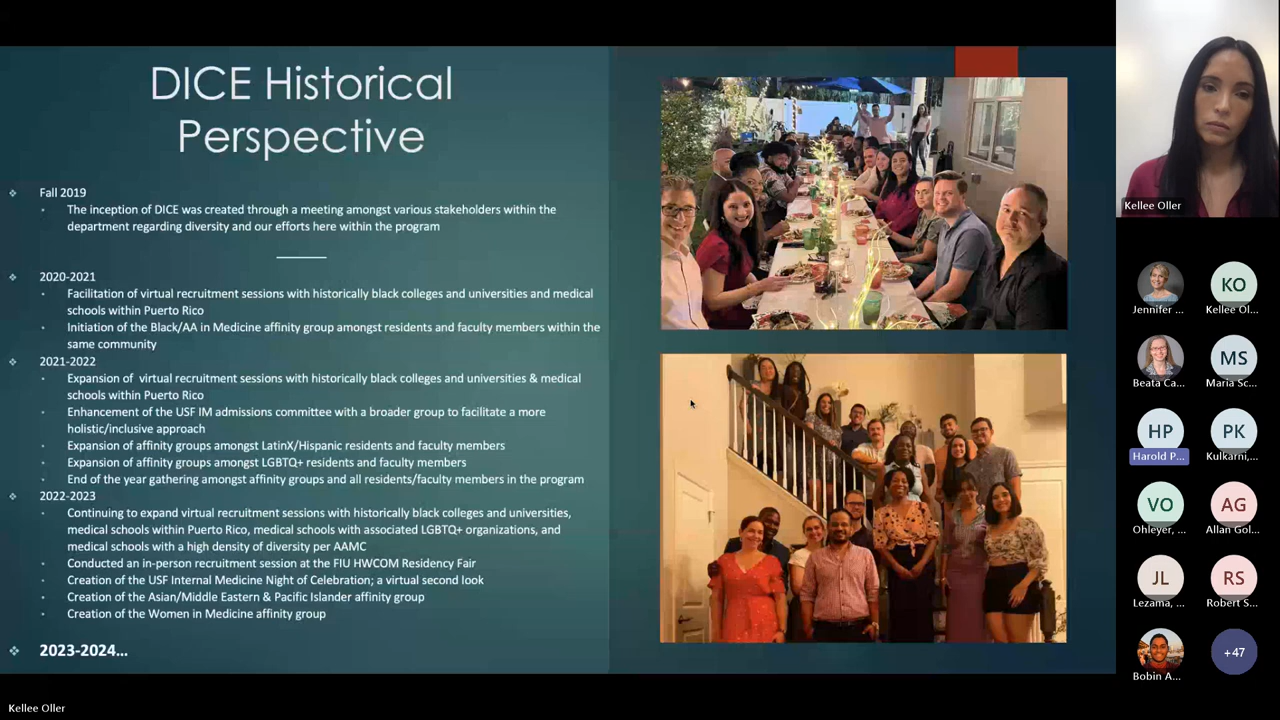 DICE Historical
Perspective
Fall 2019
The inception of DICE was created through a meeting amongst various stakeholders within the
department regarding diversity and our efforts here within the program
2020-2021
Facilitation of virtual recruitment sessions with historically black colleges and universities and medical
schools within Puerto Rico
Initiation of the Black/AA in Medicine affinity group amongst residents and faculty members within the
same community
2021-2022
Expansion of virtual recruitment sessions with historically black colleges and universities & medical
schools within Puerto Rico
Enhancement of the USF IM admissions committee with a broader group to facilitate a more
holistic/inclusive approach
Expansion of affinity groups amongst LatinX/Hispanic residents and faculty members
Expansion of affinity groups amongst LGBTQ+ residents and faculty members
End of the year gathering amongst affinity groups and all residents/faculty members in the program
2022-2023
Continuing to expand virtual recruitment sessions with historically black colleges and universities,
medical schools within Puerto Rico, medical schools with associated LGBTQ+ organizations, and
medical schools with a high density of diversity per AAMC
Conducted an in-person recruitment session at the FIU HWCOM Residency Fair
Creation of the USF Internal Medicine Night of Celebration; a virtual second look
Creation of the Asian/Middle Eastern & Pacific Islander affinity group
Creation of the Women in Medicine affinity group
2023-2024...
Kellee Oller
KO
Jennifer ...
Kellee Ol...
MS
Beata Ca...
Maria Sc...
HP
PK
Harold P...
Kulkarni,...
VO
AG
Ohleyer, ...
Allan Gol...
JL
RS
Lezama, ...
Robert S...
+47
Bobin A...
Kellee Oller